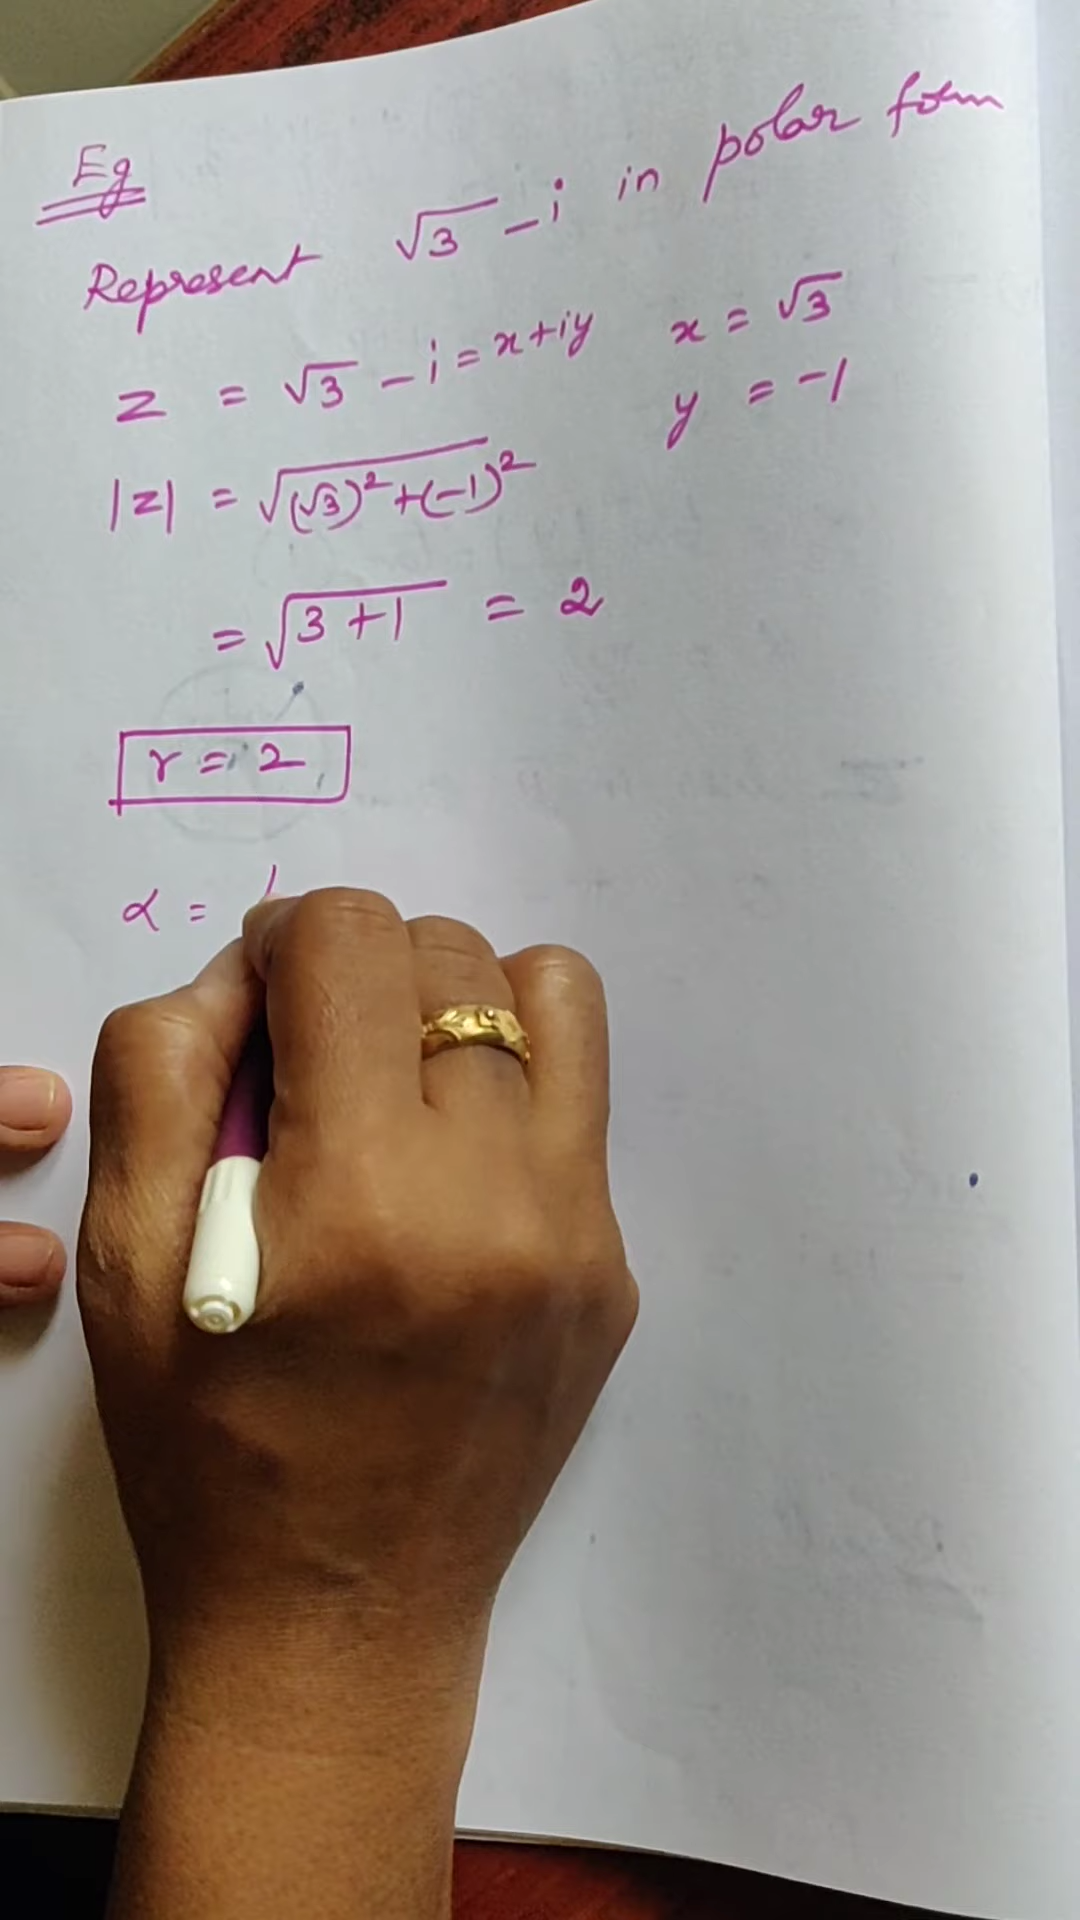 Eg
Represent √3 - i in polar form
z = √3 - i = x+iy x = √3
y = -1
|z| = √(√3)² + (-1)²
= √3+1 = 2
r = 2
α =